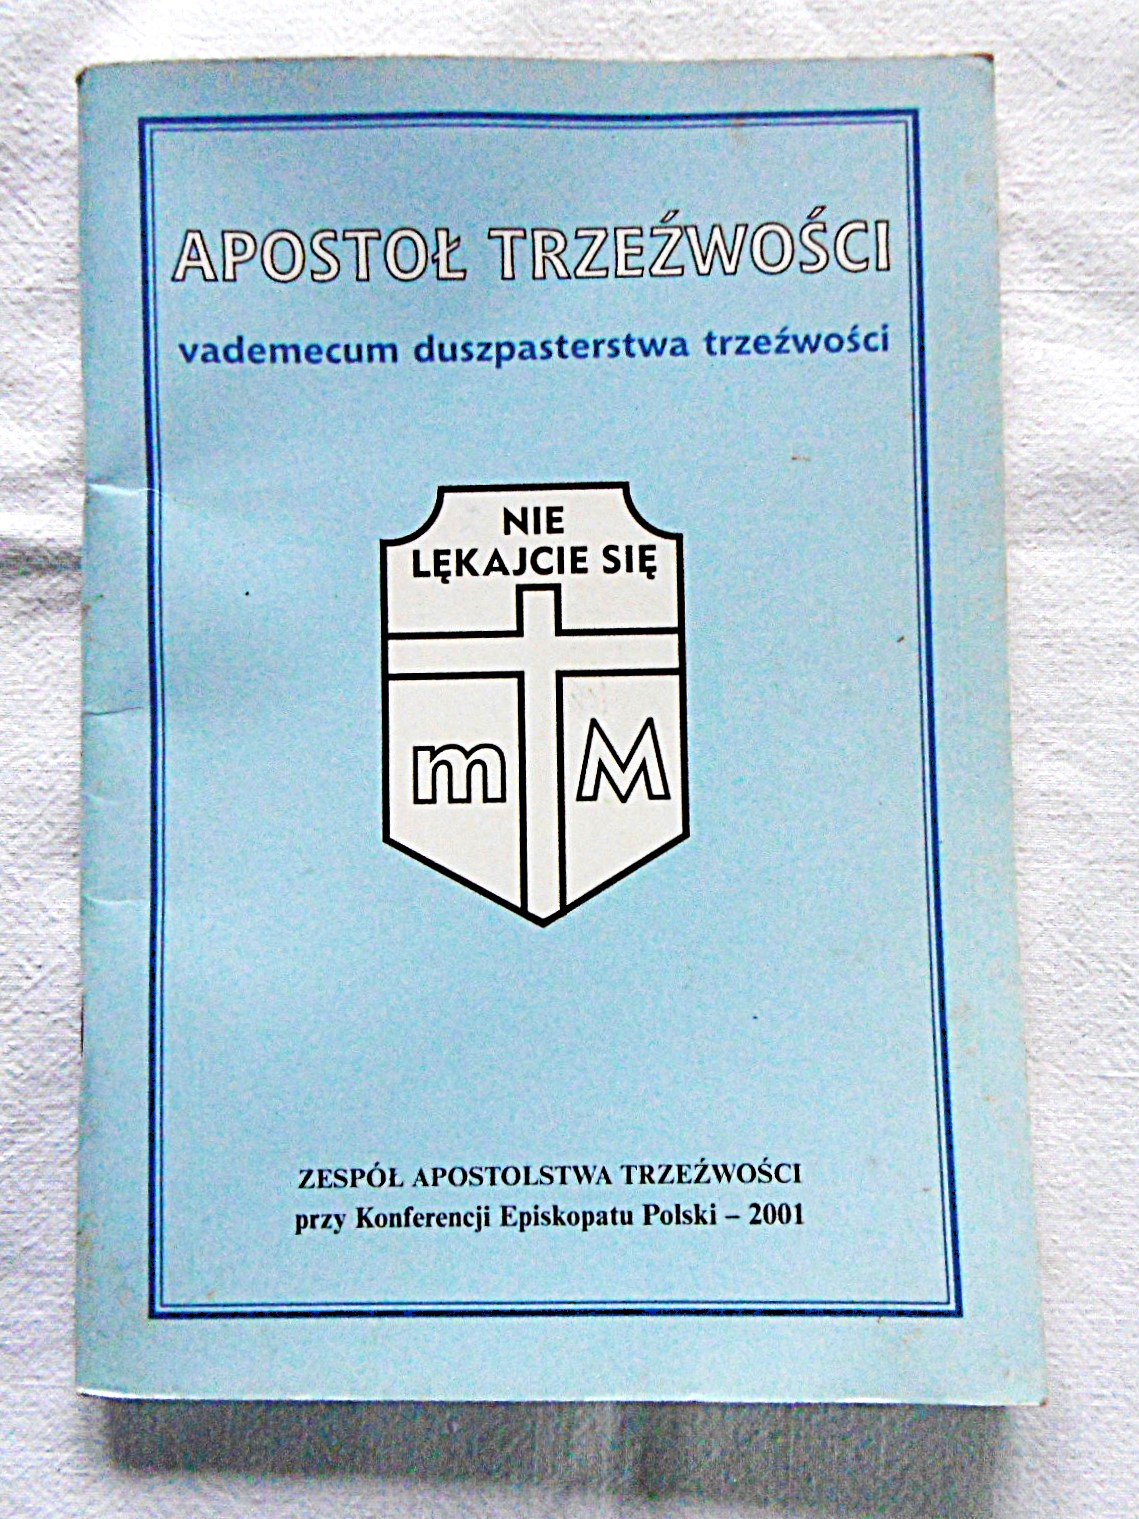 APOSTOŁ TRZEŹWOŚCI
vademecum duszpasterstwa trzeźwości
NIE
LĘKAJCIE SIĘ
m M
ZESPÓŁ APOSTOLSTWA TRZEŹWOŚCI
przy Konferencji Episkopatu Polski – 2001